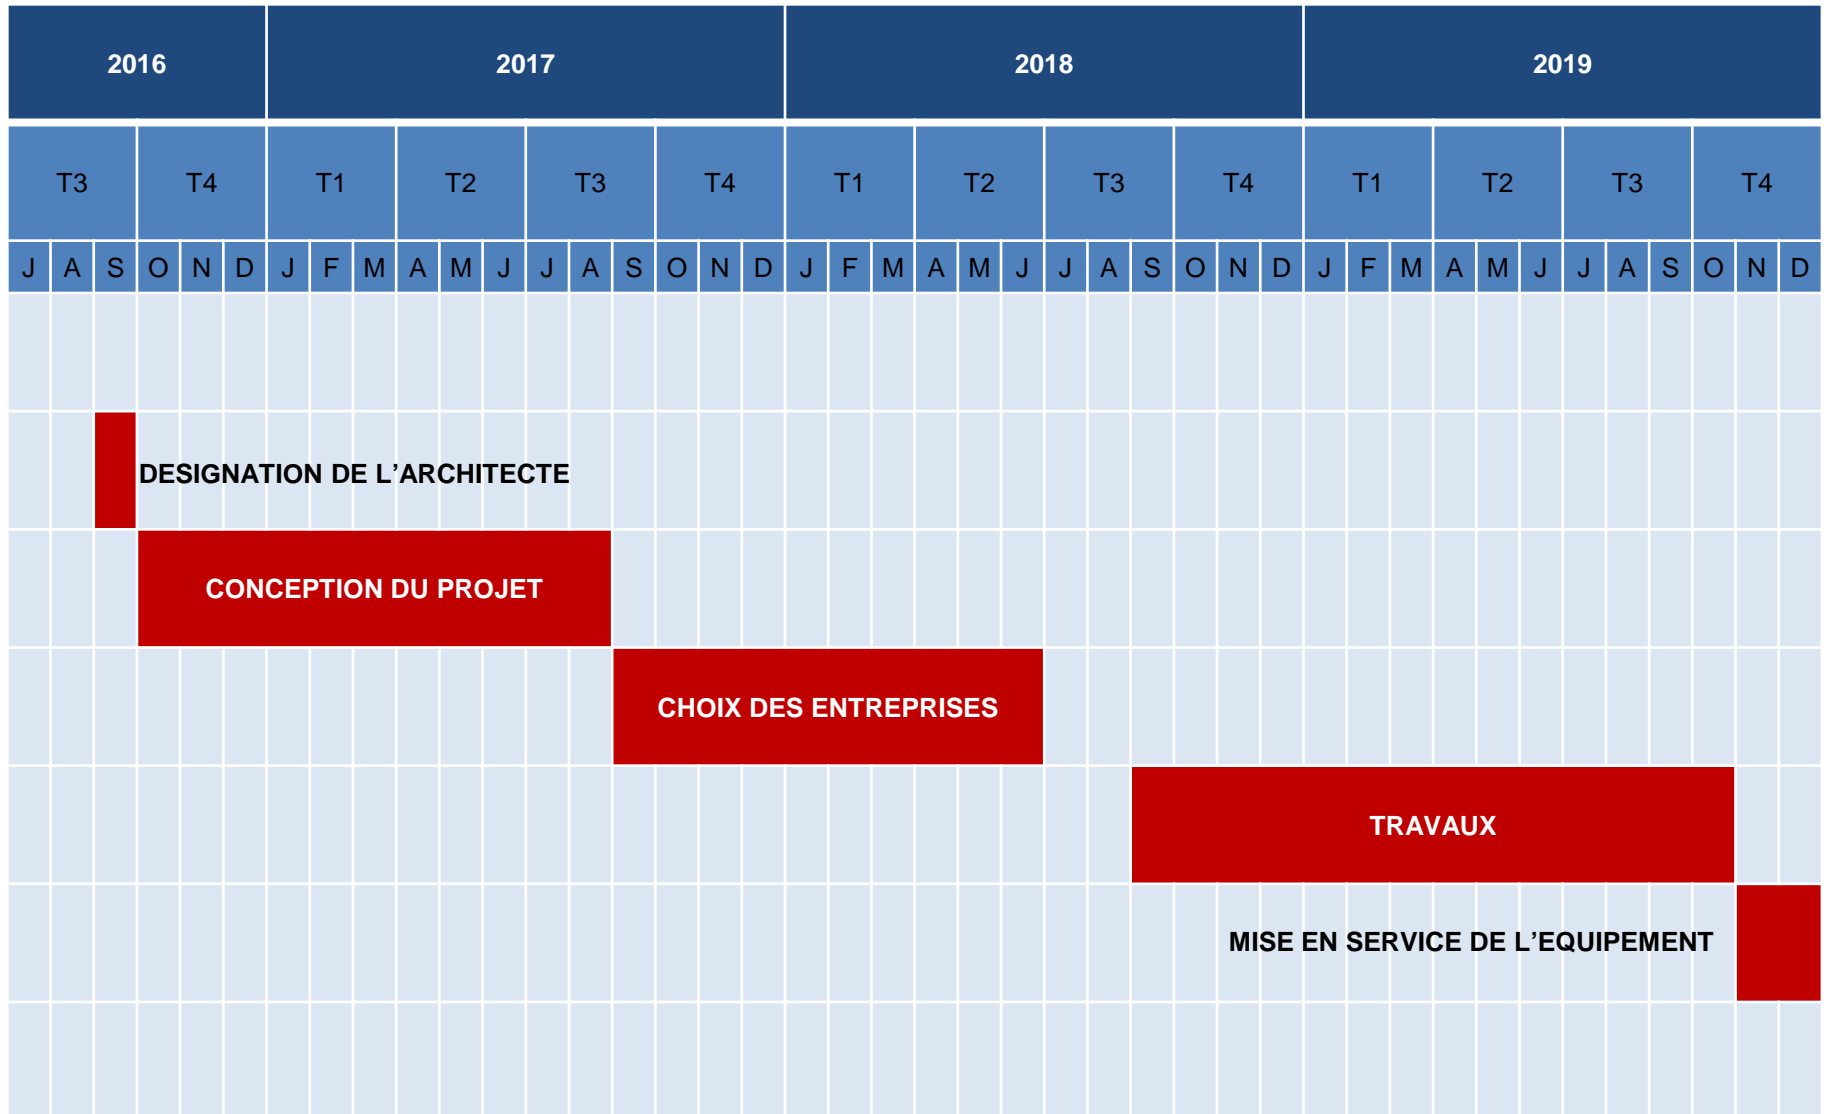 2016 2017 2018 2019
T3 T4 T1 T2 T3 T4 T1 T2 T3 T4 T1 T2 T3 T4
J A S O N D J F M A M J J A S O N D J F M A M J J A S O N D J F M A M J J A S O N D
DESIGNATION DE L’ARCHITECTE
CONCEPTION DU PROJET
CHOIX DES ENTREPRISES
TRAVAUX
MISE EN SERVICE DE L’EQUIPEMENT